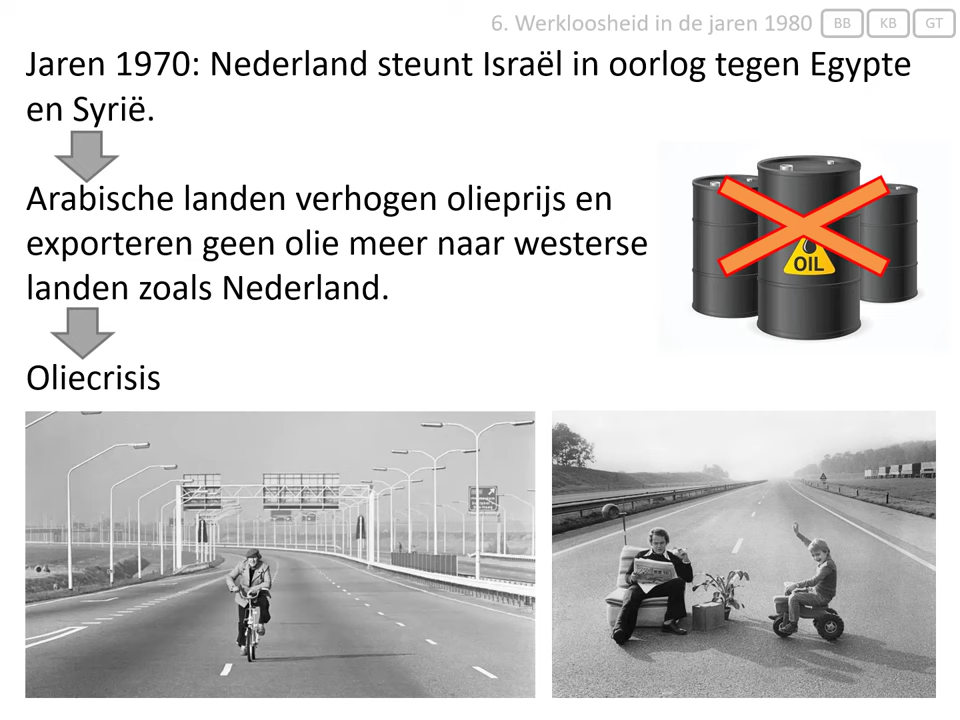 6. Werkloosheid in de jaren 1980 BB KB GT
Jaren 1970: Nederland steunt Israël in oorlog tegen Egypte
en Syrië.
Arabische landen verhogen olieprijs en
exporteren geen olie meer naar westerse
landen zoals Nederland.
OIL
Oliecrisis